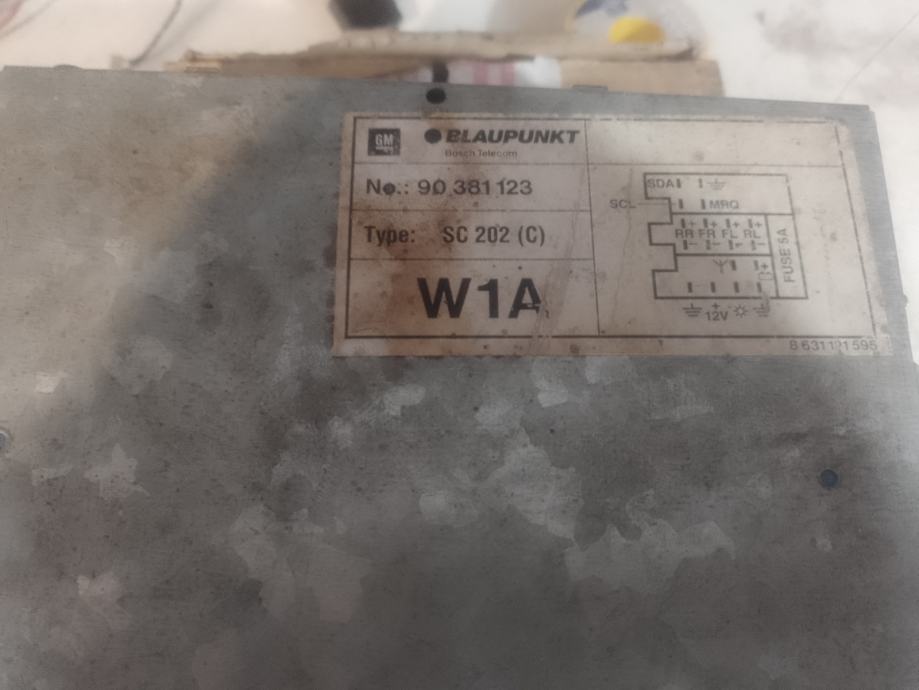 GM
BLAUPUNKT
Bosch Telecom
No.: 90 381 123
Type: SC 202 (C)
W1A
SDA
SCL
MRQ
RR FR FL RL
B+
FUSE 5A
12V
8 631 121 595